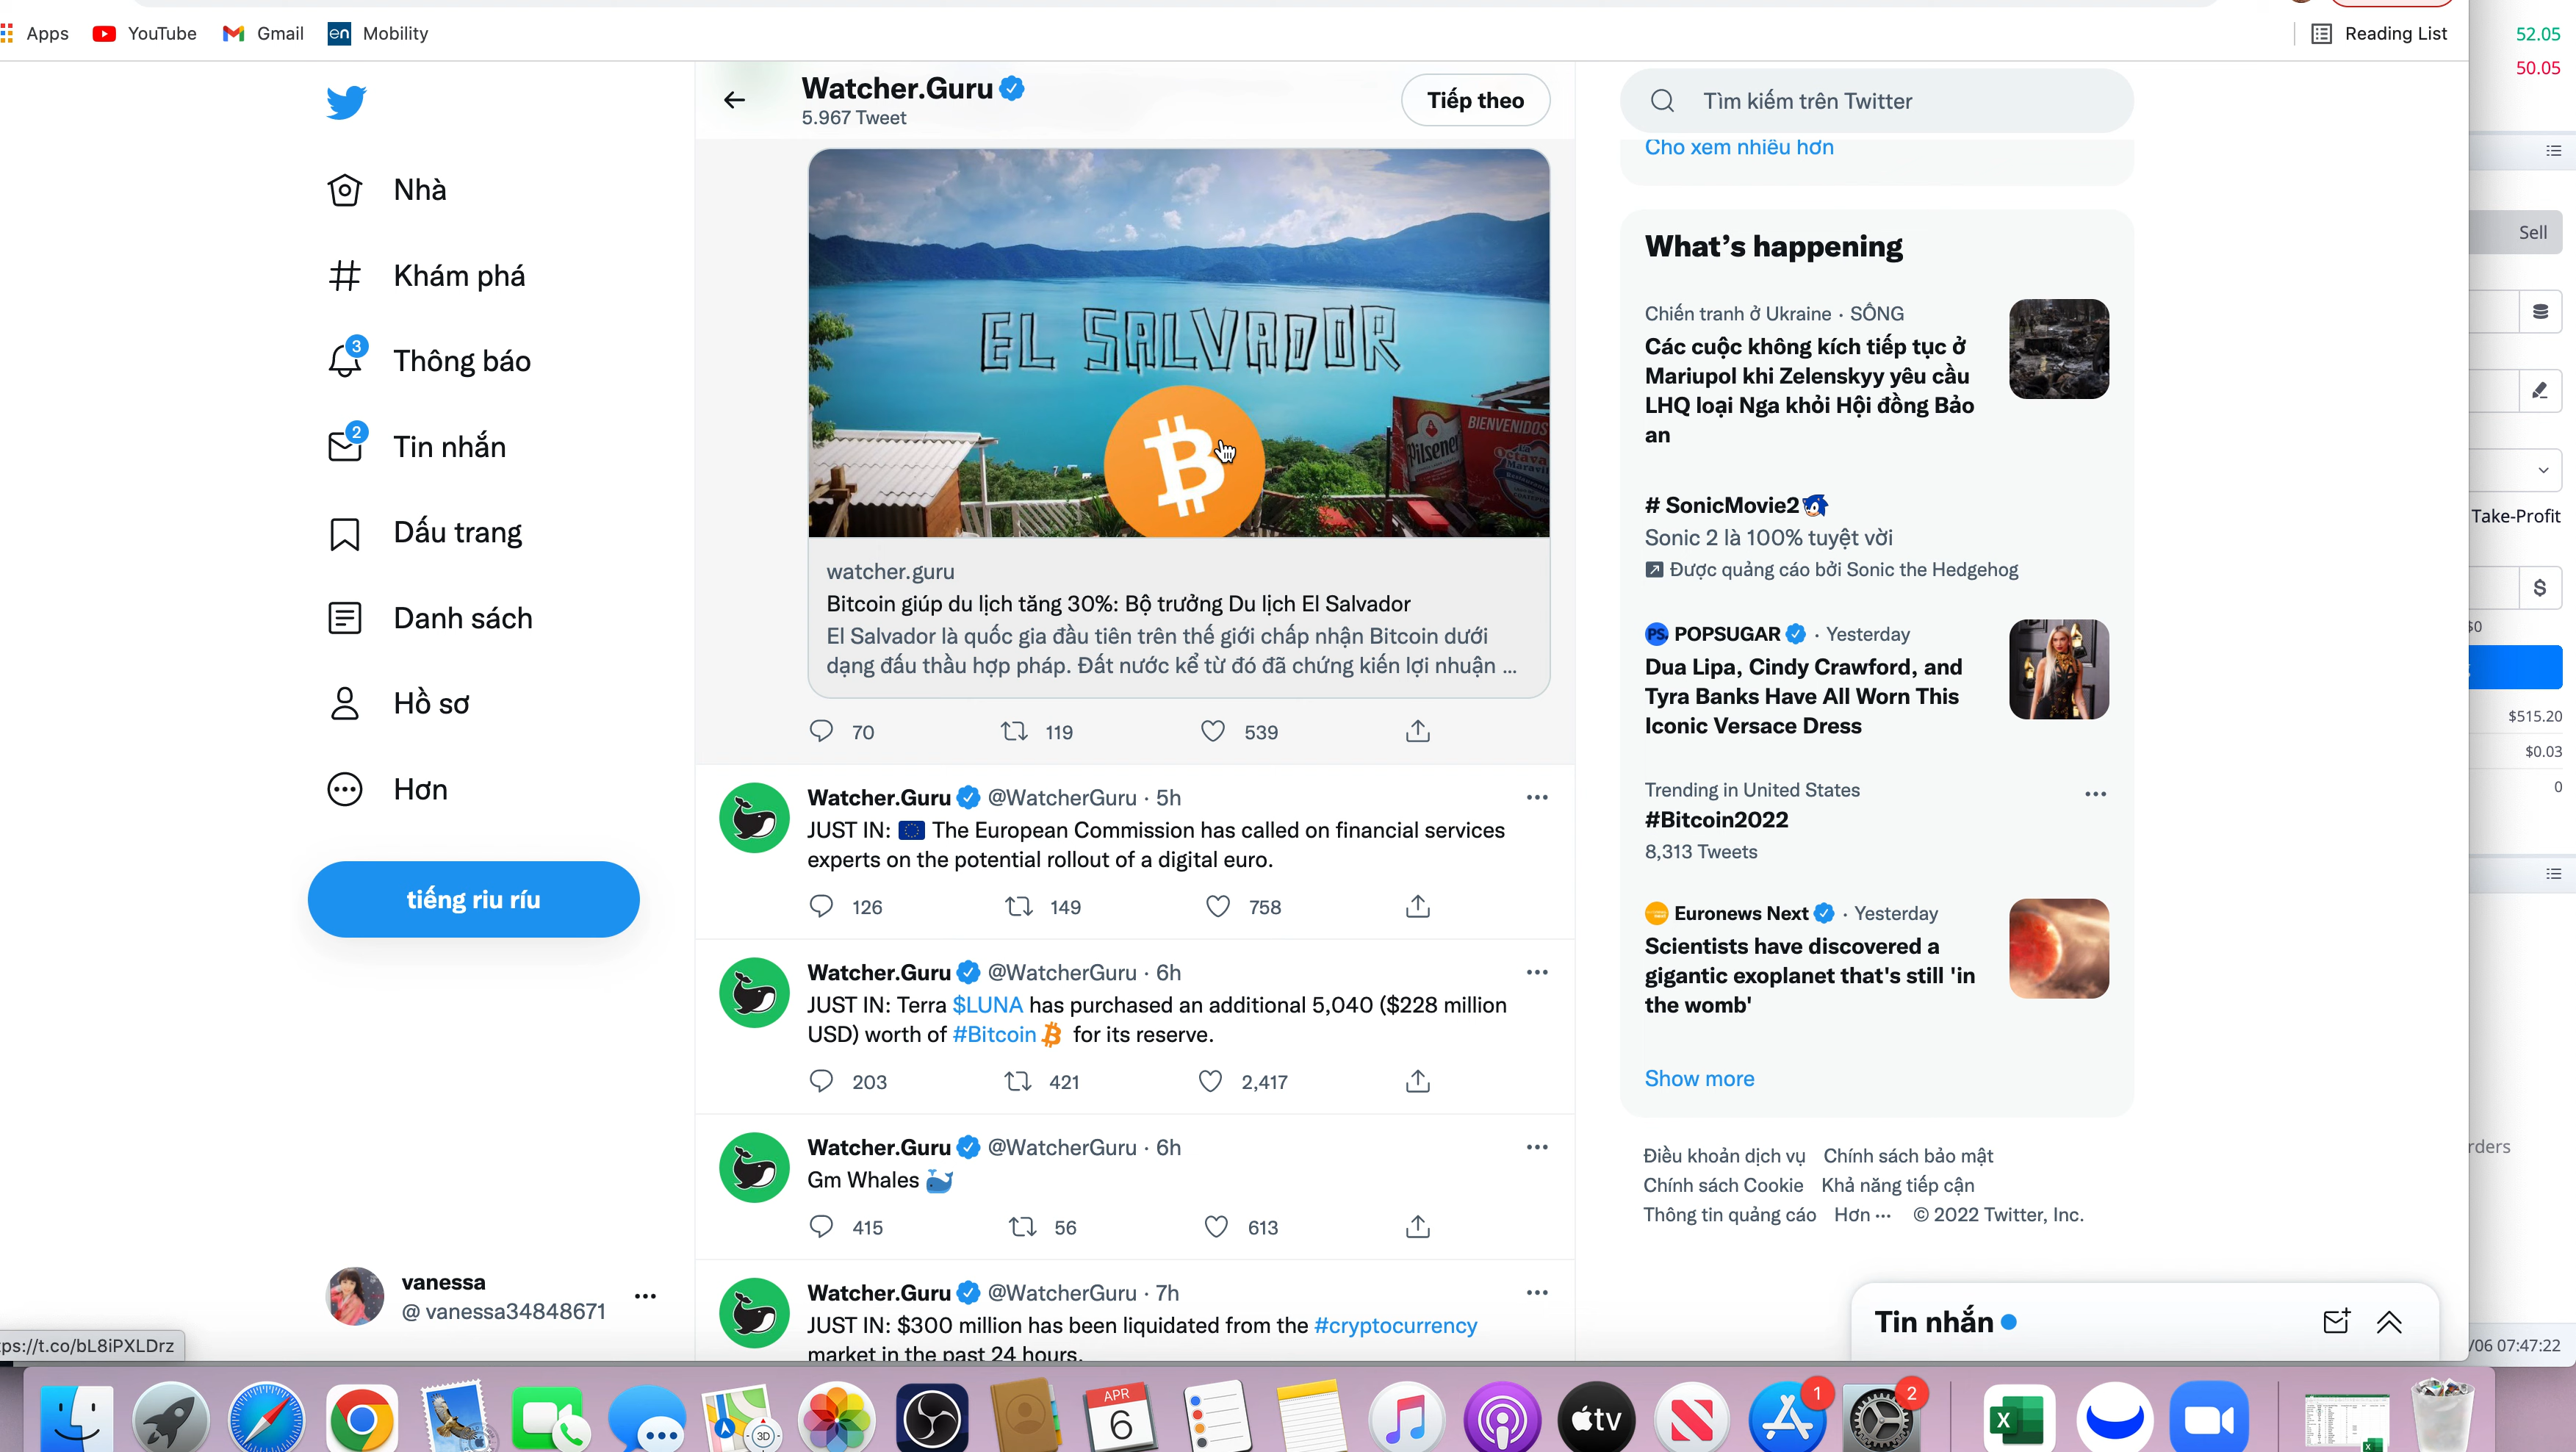 Apps
YouTube
Gmail
en Mobility
Reading List
Nhà
Khám phá
3
Thông báo
2
Tin nhắn
Dấu trang
Danh sách
Hồ sơ
Hơn
tiếng riu ríu
vanessa
@ vanessa34848671
ps://t.co/bL8iPXLDrz
Watcher.Guru
5.967 Tweet
Tiếp theo
EL SALVADOR
Pilsener
BIENVENIDOS
watcher.guru
Bitcoin giúp du lịch tăng 30%: Bộ trưởng Du lịch El Salvador
El Salvador là quốc gia đầu tiên trên thế giới chấp nhận Bitcoin dưới
dạng đấu thầu hợp pháp. Đất nước kể từ đó đã chứng kiến lợi nhuận ...
70 119 539
Watcher.Guru @WatcherGuru · 5h
JUST IN: 🇪🇺 The European Commission has called on financial services
experts on the potential rollout of a digital euro.
126 149 758
Watcher.Guru @WatcherGuru · 6h
JUST IN: Terra $LUNA has purchased an additional 5,040 ($228 million
USD) worth of #Bitcoin for its reserve.
203 421 2,417
Watcher.Guru @WatcherGuru · 6h
Gm Whales 🐳
415 56 613
Watcher.Guru @WatcherGuru · 7h
JUST IN: $300 million has been liquidated from the #cryptocurrency
market in the past 24 hours.
Tìm kiếm trên Twitter
Cho xem nhiều hơn
What's happening
Chiến tranh ở Ukraine · SỐNG
Các cuộc không kích tiếp tục ở
Mariupol khi Zelenskyy yêu cầu
LHQ loại Nga khỏi Hội đồng Bảo
an
# SonicMovie2
Sonic 2 là 100% tuyệt vời
Được quảng cáo bởi Sonic the Hedgehog
PS POPSUGAR · Yesterday
Dua Lipa, Cindy Crawford, and
Tyra Banks Have All Worn This
Iconic Versace Dress
Trending in United States
#Bitcoin2022
8,313 Tweets
Euronews Next · Yesterday
Scientists have discovered a
gigantic exoplanet that's still 'in
the womb'
Show more
Điều khoản dịch vụ Chính sách bảo mật
Chính sách Cookie Khả năng tiếp cận
Thông tin quảng cáo Hơn ··· © 2022 Twitter, Inc.
Tin nhắn
52.05
50.05
Sell
Take-Profit
$
$0
$515.20
$0.03
0
rders
/06 07:47:22
3D
APR
6
tv
1
2
X